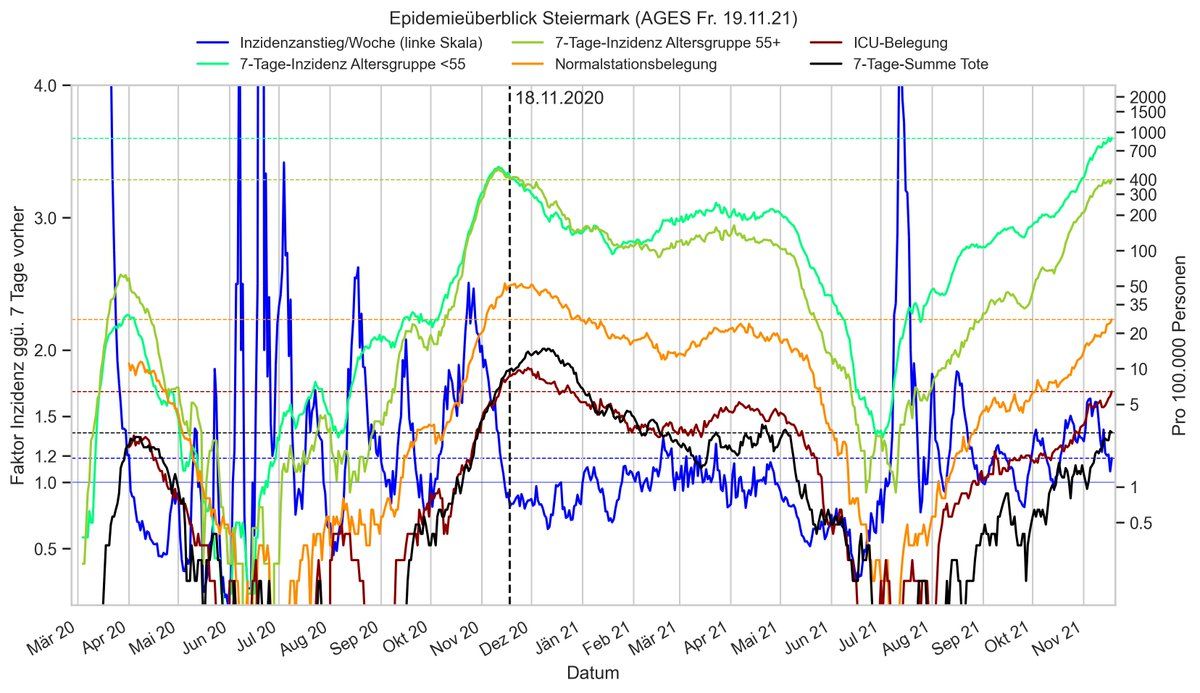 Epidemieüberblick Steiermark (AGES Fr. 19.11.21)
Inzidenzanstieg/Woche (linke Skala)
7-Tage-Inzidenz Altersgruppe <55
7-Tage-Inzidenz Altersgruppe 55+
Normalstationsbelegung
ICU-Belegung
7-Tage-Summe Tote
18.11.2020
Faktor Inzidenz ggü. 7 Tage vorher
4.0
3.0
2.0
1.5
1.2
1.0
0.5
2000
1500
1000
700
400
300
200
100
50
35
20
10
5
1
0.5
Pro 100.000 Personen
Mär 20
Apr 20
Mai 20
Jun 20
Jul 20
Aug 20
Sep 20
Okt 20
Nov 20
Dez 20
Jän 21
Feb 21
Mär 21
Apr 21
Mai 21
Jun 21
Jul 21
Aug 21
Sep 21
Okt 21
Nov 21
Datum